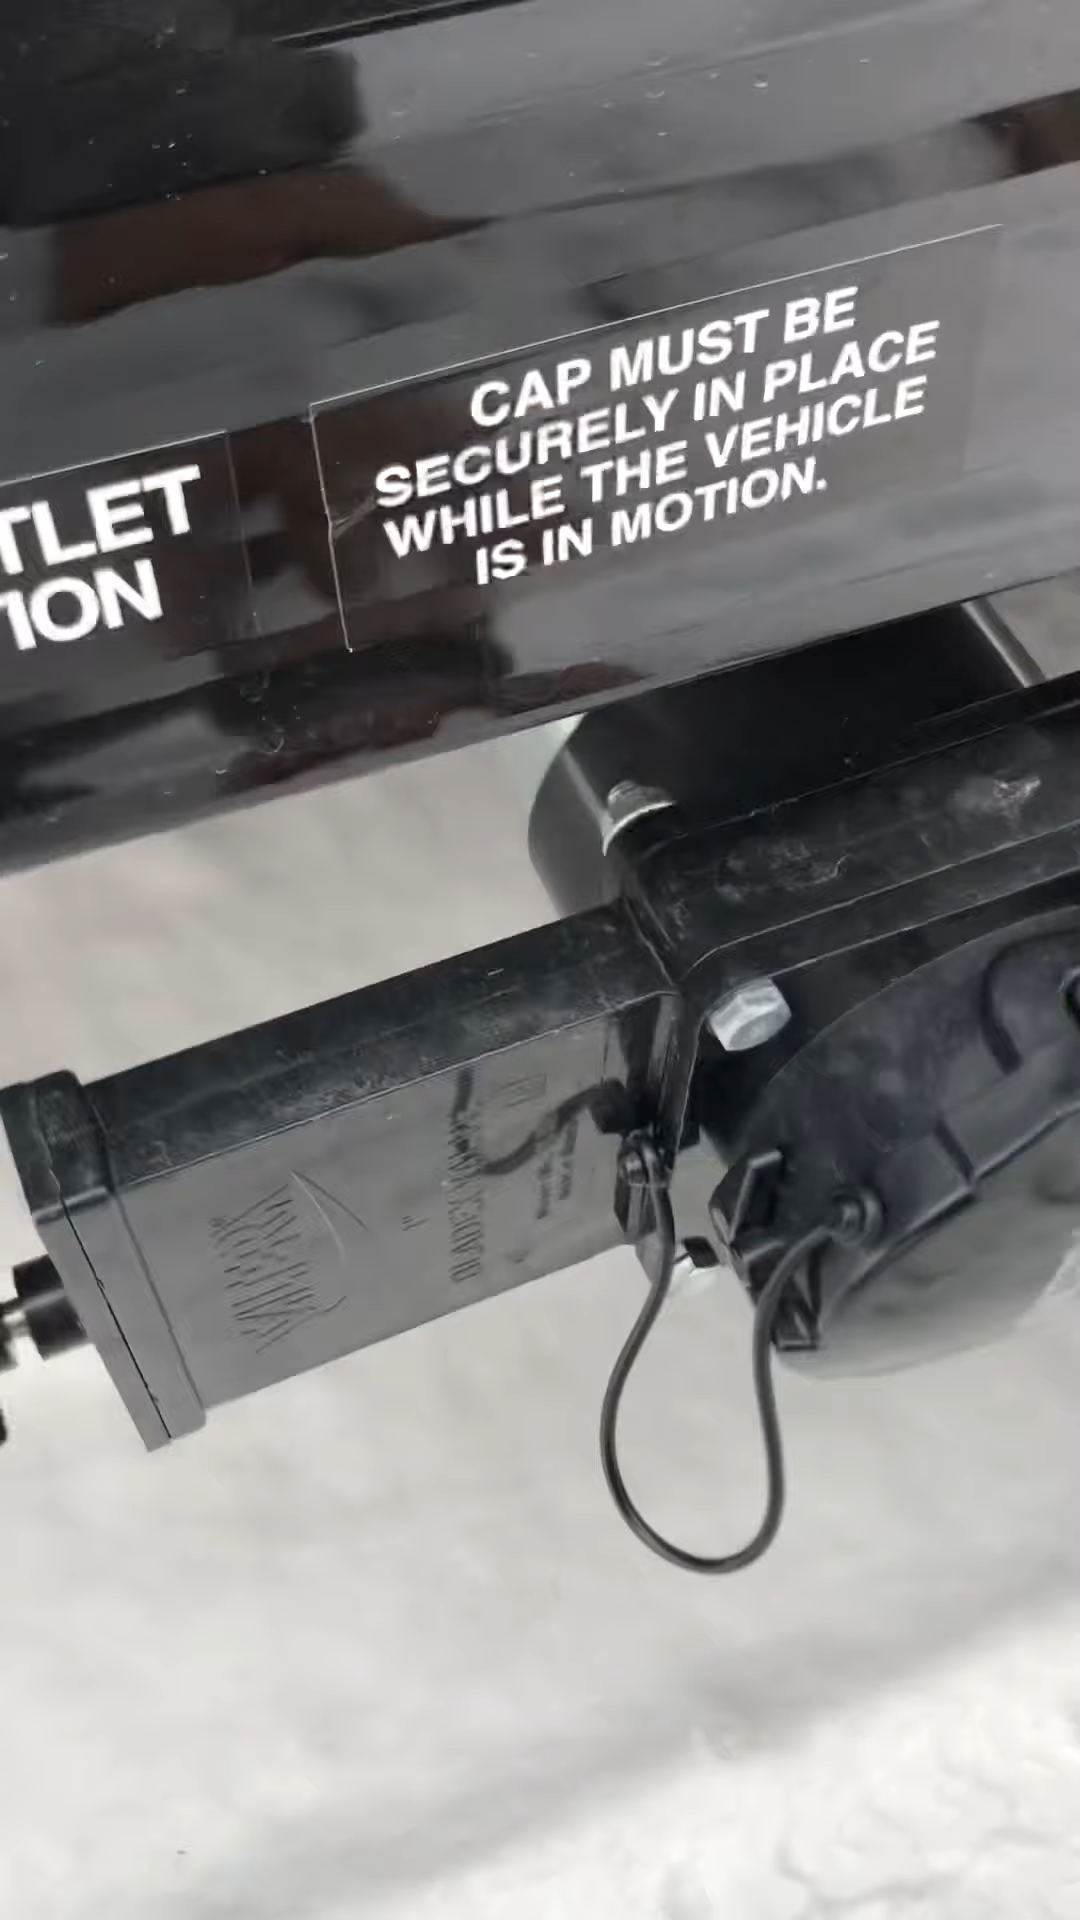 TLET
ION
CAP MUST BE
SECURELY IN PLACE
WHILE THE VEHICLE
IS IN MOTION.